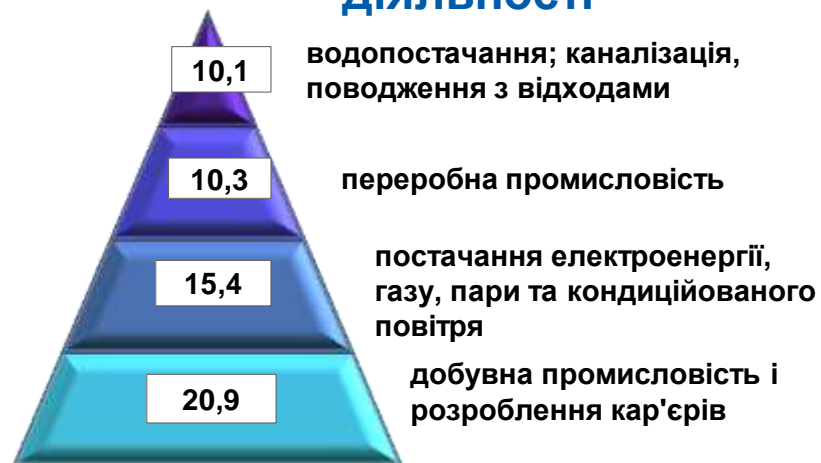 діяльності
10,1
водопостачання; каналізація,
поводження з відходами
10,3
переробна промисловість
15,4
постачання електроенергії,
газу, пари та кондиційованого
повітря
20,9
добувна промисловість і
розроблення кар'єрів